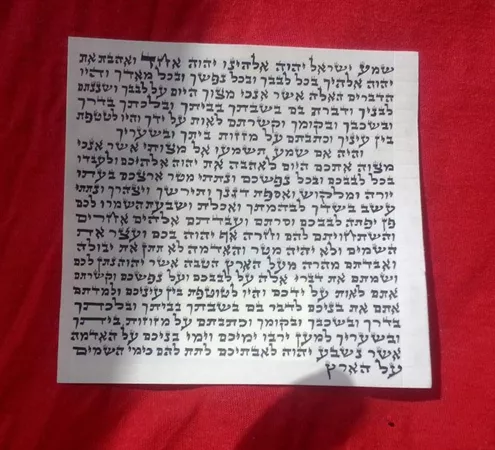 שמע ישראל יהוה אלהינו יהוה אחד ואהבת את
יהוה אלהיך בכל לבבך ובכל נפשך ובכל מאדך והיו
הדברים האלה אשר אנכי מצוך היום על לבבך ושננתם
לבניך ודברת בם בשבתך בביתך ובלכתך בדרך
ובשכבך ובקומך וקשרתם לאות על ידך והיו לטטפת
בין עיניך וכתבתם על מזזות ביתך ובשעריך
והיה אם שמע תשמעו אל מצותי אשר אנכי
מצוה אתכם היום לאהבה את יהוה אלהיכם ולעבדו
בכל לבבכם ובכל נפשכם ונתתי מטר ארצכם בעתו
יורה ומלקוש ואספת דגנך ותירשך ויצהרך ונתתי
עשב בשדך לבהמתך ואכלת ושבעת השמרו לכם
פן יפתה לבבכם וסרתם ועבדתם אלהים אחרים
והשתחויתם להם וחרה אף יהוה בכם ועצר את
השמים ולא יהיה מטר והאדמה לא תתן את יבולה
ואבדתם מהרה מעל הארץ הטבה אשר יהוה נתן לכם
ושמתם את דברי אלה על לבבכם ועל נפשכם וקשרתם
אתם לאות על ידכם והיו לטוטפת בין עיניכם ולמדתם
אתם את בניכם לדבר בם בשבתך בביתך ובלכתך
בדרך ובשכבך ובקומך וכתבתם על מזוזות ביתך
ובשעריך למען ירבו ימיכם וימי בניכם על האדמה
אשר נשבע יהוה לאבתיכם לתת להם כימי השמים
על הארץ